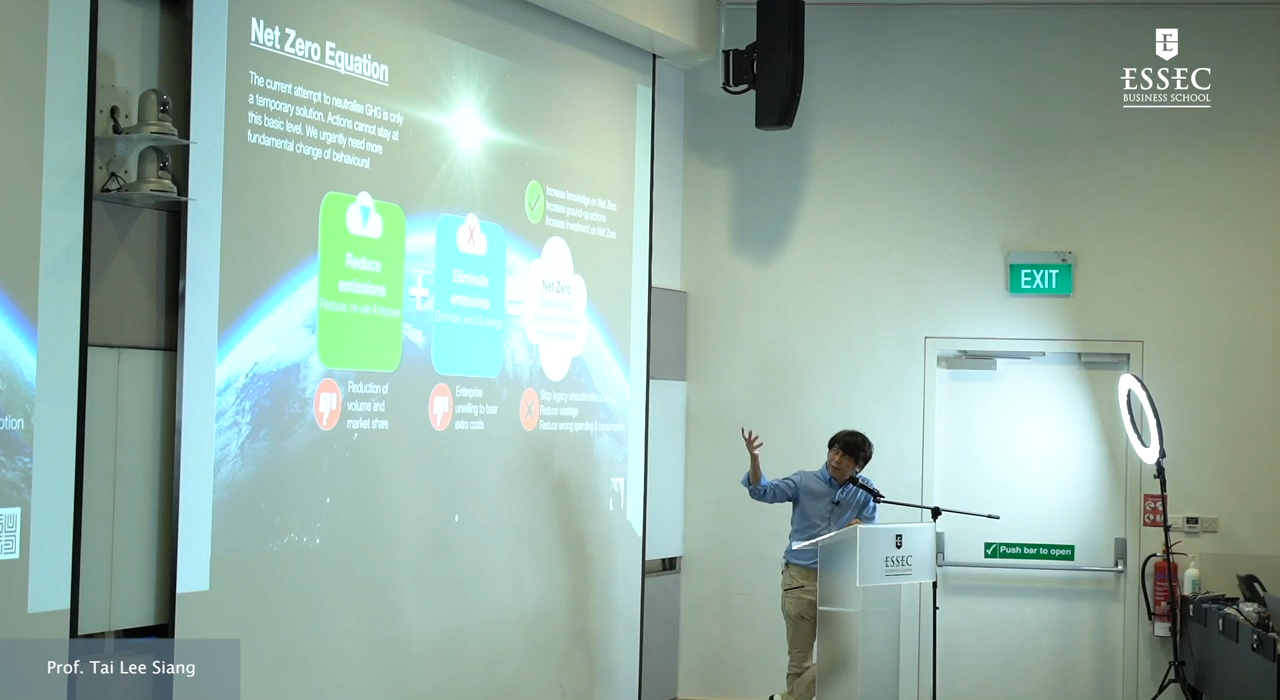 Net Zero Equation
The current attempt to neutralise GHG is only
a temporary solution. Actions cannot stay at
this basic level. We urgently need more
fundamental change of behaviours!
Increase knowledge on Net Zero
Increase ground-up actions
Increase investment on Net Zero
Reduce
emissions
Eliminate
emissions
Net Zero
Reduction of
volume and
market share
Enterprise
unwilling to bear
extra costs
Stop legacy
Reduce wastage
Reduce wrong spending &
ESSEC
BUSINESS SCHOOL
EXIT
Push bar to open
ESSEC
BUSINESS SCHOOL
Prof. Tai Lee Siang